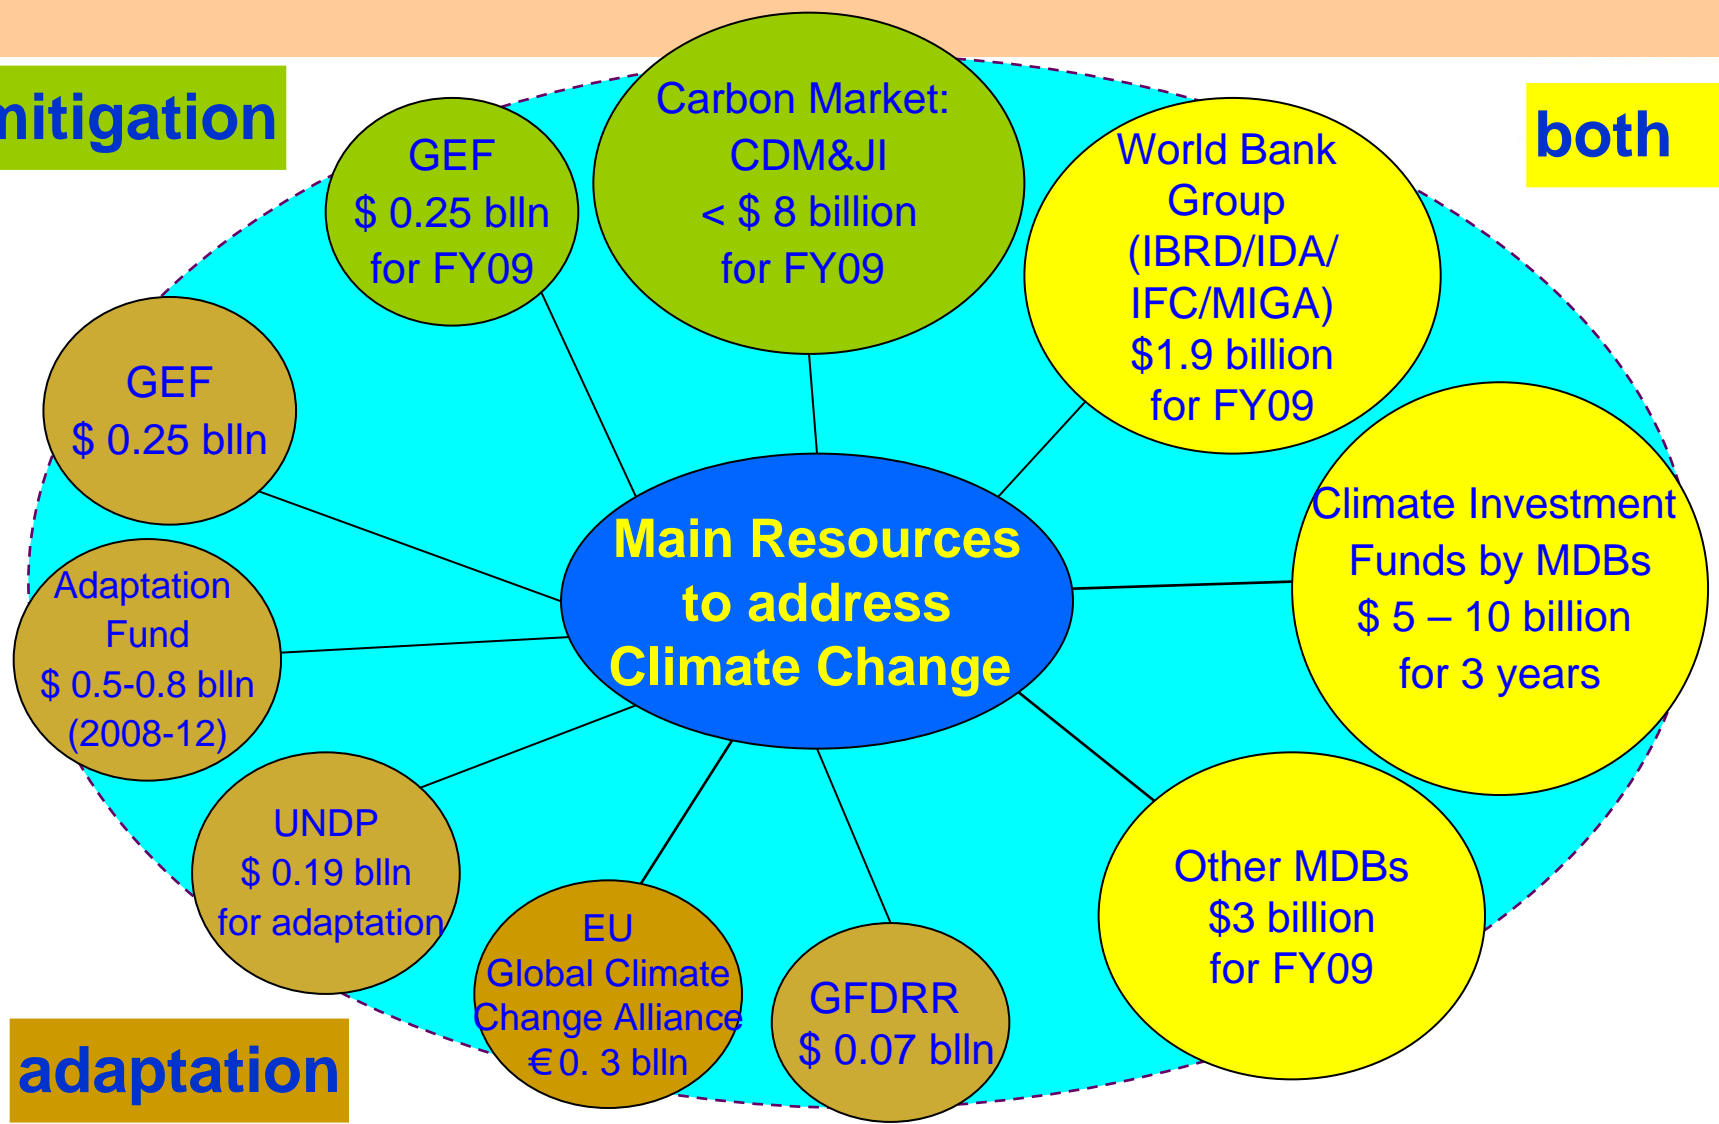 mitigation
both
GEF
$ 0.25 blln
for FY09
Carbon Market:
CDM&JI
< $ 8 billion
for FY09
World Bank
Group
(IBRD/IDA/
IFC/MIGA)
$1.9 billion
for FY09
GEF
$ 0.25 blln
Main Resources
to address
Climate Change
Climate Investment
Funds by MDBs
$ 5 – 10 billion
for 3 years
Adaptation
Fund
$ 0.5-0.8 blln
(2008-12)
UNDP
$ 0.19 blln
for adaptation
EU
Global Climate
Change Alliance
€ 0. 3 blln
GFDRR
$ 0.07 blln
Other MDBs
$3 billion
for FY09
adaptation